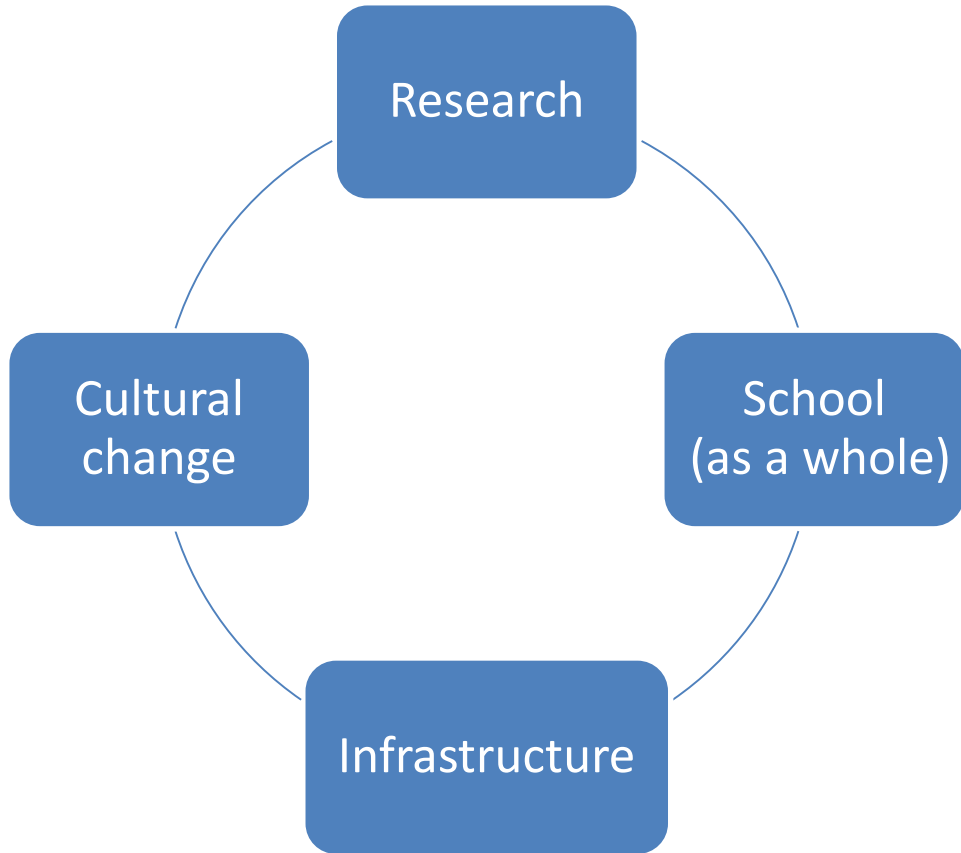 Research
Cultural
change
School
(as a whole)
Infrastructure